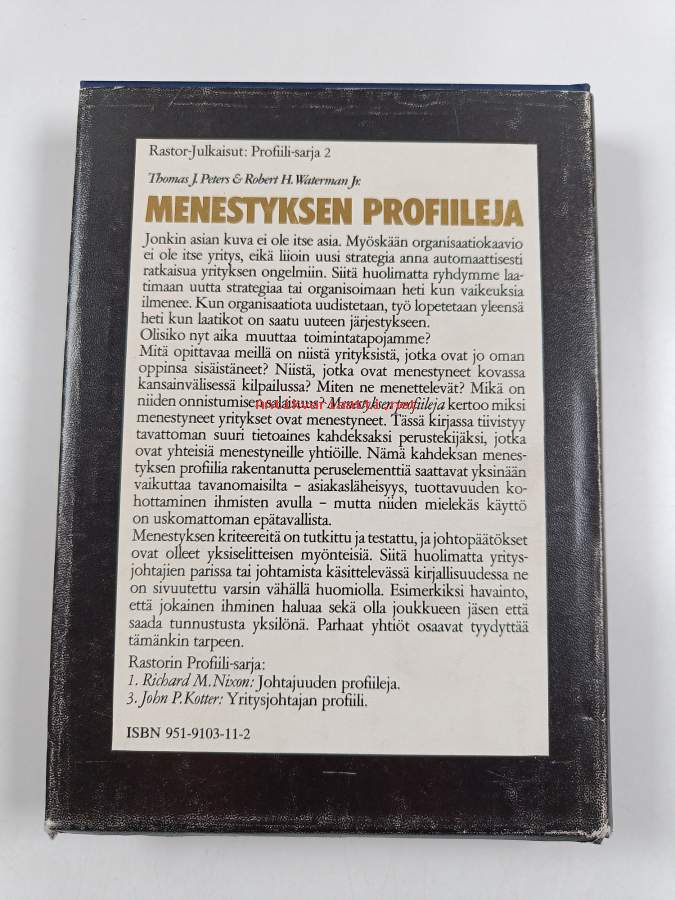 Rastor-Julkaisut: Profiili-sarja 2
Thomas J. Peters & Robert H. Waterman Jr.
MENESTYKSEN PROFIILEJA
Jonkin asian kuva ei ole itse asia. Myöskään organisaatiokaavio
ei ole itse yritys, eikä liioin uusi strategia anna automaattisesti
ratkaisua yrityksen ongelmiin. Siitä huolimatta ryhdymme laa-
timaan uutta strategiaa tai organisoimaan heti kun vaikeuksia
ilmenee. Kun organisaatiota uudistetaan, työ lopetetaan yleensä
heti kun laatikot on saatu uuteen järjestykseen.
Olisiko nyt aika muuttaa toimintatapojamme?
Mitä opittavaa meillä on niistä yrityksistä, jotka ovat jo oman
oppinsa sisäistäneet? Niistä, jotka ovat menestyneet kovassa
kansainvälisessä kilpailussa? Miten ne menettelevät? Mikä on
niiden onnistumisen salaisuus? Menestyksen profiileja kertoo miksi
menestyneet yritykset ovat menestyneet. Tässä kirjassa tiivistyy
tavattoman suuri tietoaines kahdeksaksi perustekijäksi, jotka
ovat yhteisiä menestyneille yhtiöille. Nämä kahdeksan menes-
tyksen profiilia rakentanutta peruselementtiä saattavat yksinään
vaikuttaa tavanomaisilta – asiakasläheisyys, tuottavuuden ko-
hottaminen ihmisten avulla – mutta niiden mielekäs käyttö
on uskomattoman epätavallista.
Menestyksen kriteereitä on tutkittu ja testattu, ja johtopäätökset
ovat olleet yksiselitteisen myönteisiä. Siitä huolimatta yritys-
johtajien parissa tai johtamista käsittelevässä kirjallisuudessa ne
on sivuutettu varsin vähällä huomiolla. Esimerkiksi havainto,
että jokainen ihminen haluaa sekä olla joukkueen jäsen että
saada tunnustusta yksilönä. Parhaat yhtiöt osaavat tyydyttää
tämänkin tarpeen.
Rastorin Profiili-sarja:
1. Richard M. Nixon: Johtajuuden profiileja.
3. John P. Kotter: Yritysjohtajan profiili.
ISBN 951-9103-11-2